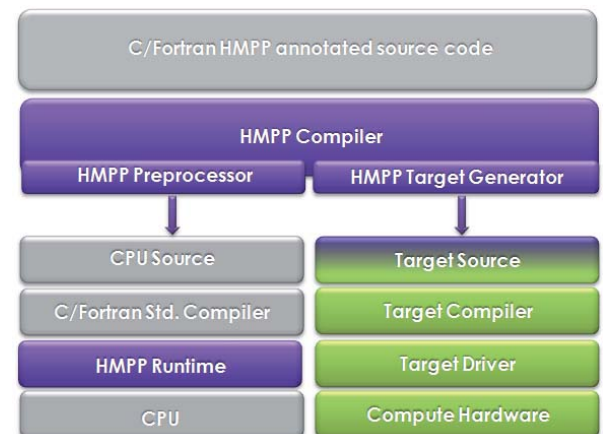 C/Fortran HMPP annotated source code
HMPP Compiler
HMPP Preprocessor
HMPP Target Generator
CPU Source
Target Source
C/Fortran Std. Compiler
Target Compiler
HMPP Runtime
Target Driver
CPU
Compute Hardware